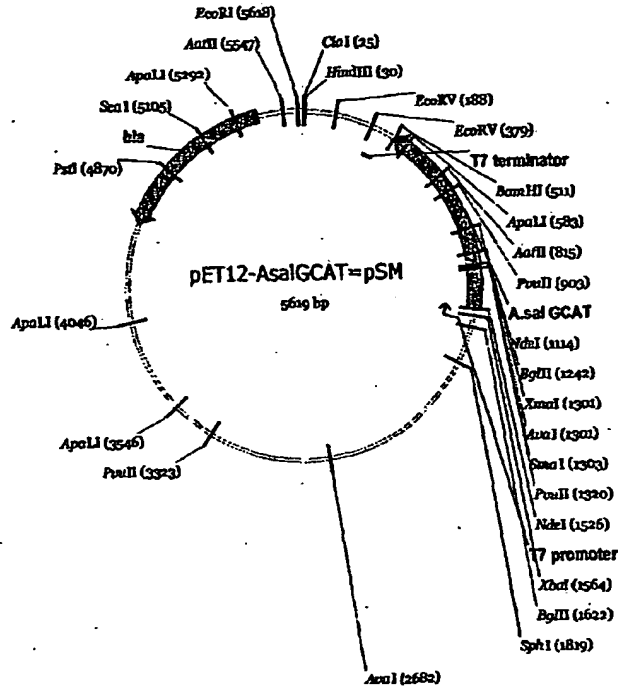 EcoRI (5618)
AatII (5547)
ClaI (25)
HindIII (30)
ApaLI (5292)
ScaI (5105)
bla
PstI (4870)
EcoRV (188)
EcoRV (379)
T7 terminator
BamHI (511)
ApaLI (583)
AatII (815)
PvuII (903)
A.sal GCAT
NdeI (1114)
BglII (1242)
XmaI (1301)
AvaI (1301)
SmaI (1303)
PvuII (1320)
NdeI (1526)
T7 promoter
XbaI (1564)
BglII (1622)
SphI (1819)
pET12-AsalGCAT=pSM
5619 bp
ApaLI (4046)
ApaLI (3546)
PvuII (3323)
AvaI (2682)